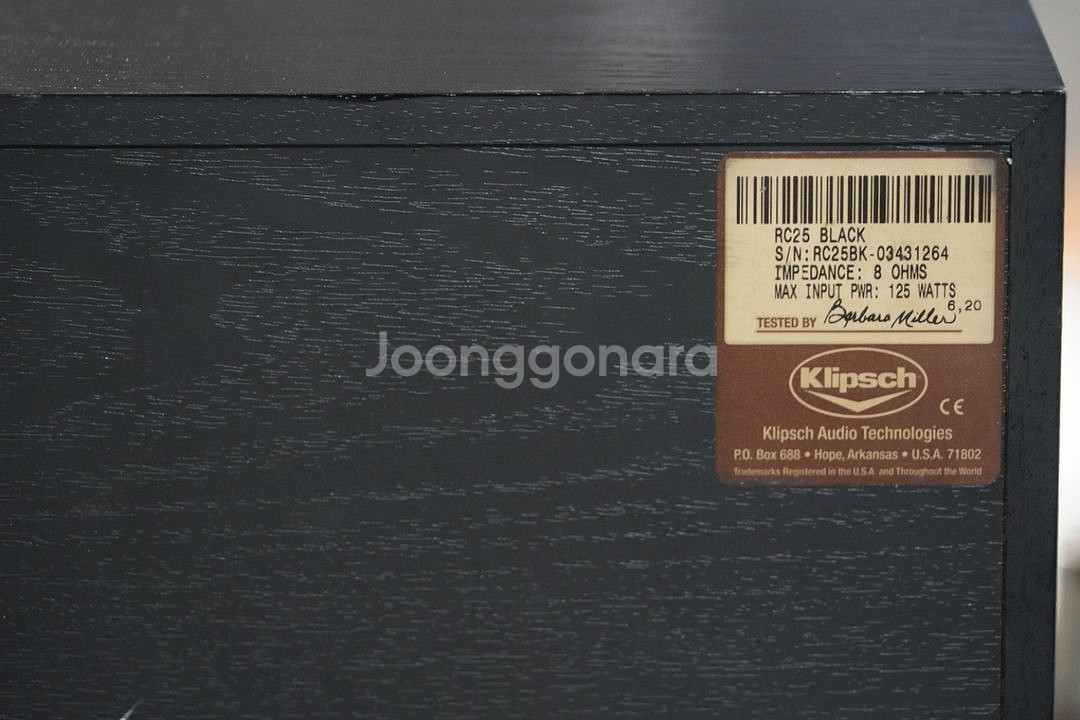 RC25 BLACK
S/N:RC25BK-03431264
IMPEDANCE: 8 OHMS
MAX INPUT PWR: 125 WATTS
6,20
TESTED BY Barbara Miller
Joonggonara
Klipsch
CE
Klipsch Audio Technologies
P.O. Box 688 • Hope, Arkansas • U.S.A. 71802
Trademarks Registered in the U.S.A. and Throughout the World